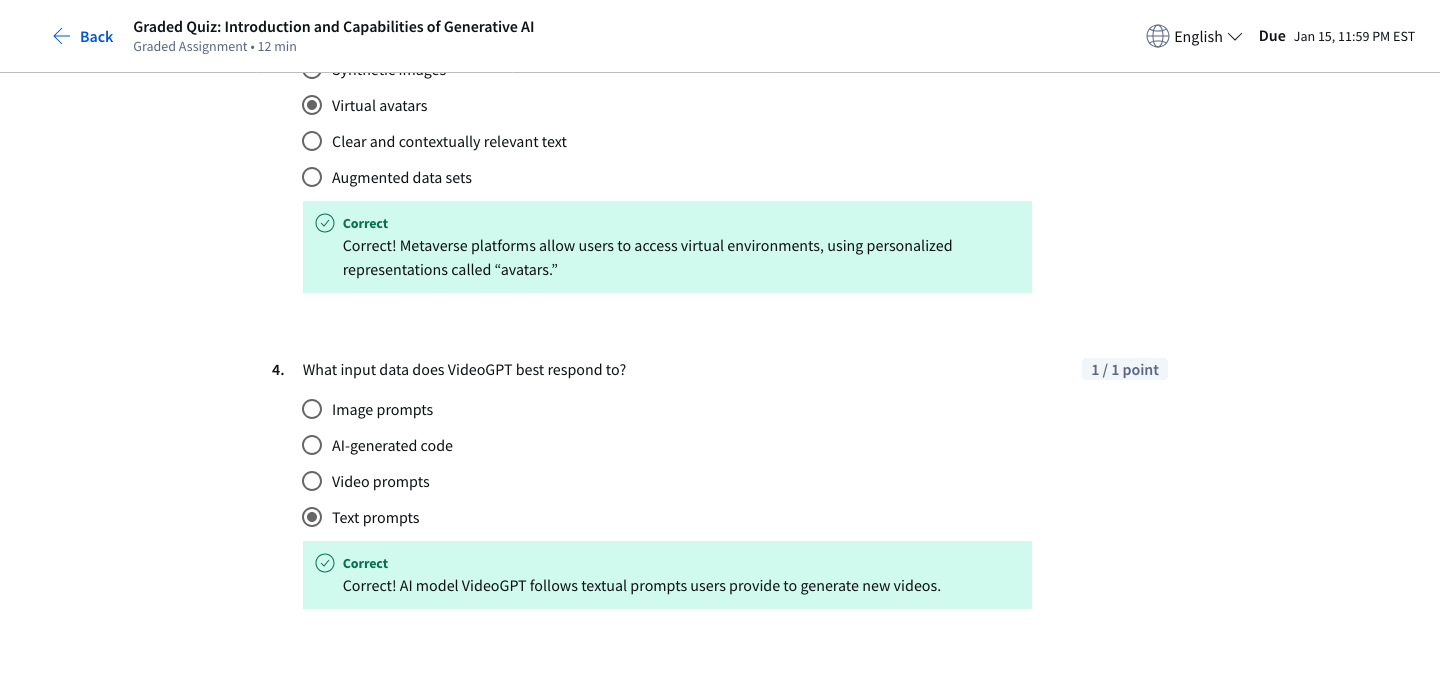 Back
Graded Quiz: Introduction and Capabilities of Generative AI
Graded Assignment • 12 min
English
Due Jan 15, 11:59 PM EST
Synthetic images
Virtual avatars
Clear and contextually relevant text
Augmented data sets
Correct
Correct! Metaverse platforms allow users to access virtual environments, using personalized
representations called “avatars.”
4. What input data does VideoGPT best respond to?
1 / 1 point
Image prompts
AI-generated code
Video prompts
Text prompts
Correct
Correct! AI model VideoGPT follows textual prompts users provide to generate new videos.